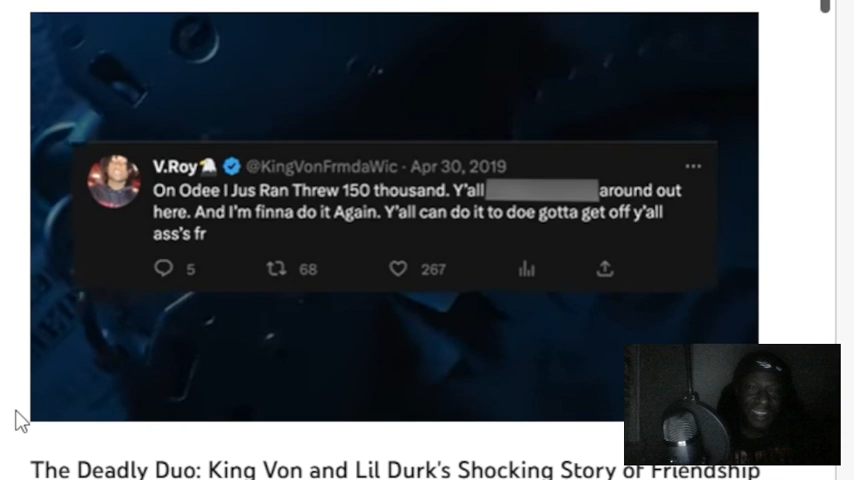 V.Roy @KingVonFrmdaWic · Apr 30, 2019
On Odee I Jus Ran Threw 150 thousand. Y'all around out
here. And I'm finna do it Again. Y'all can do it to doe gotta get off y'all
ass's fr
5 68 267
The Deadly Duo: King Von and Lil Durk's Shocking Story of Friendship